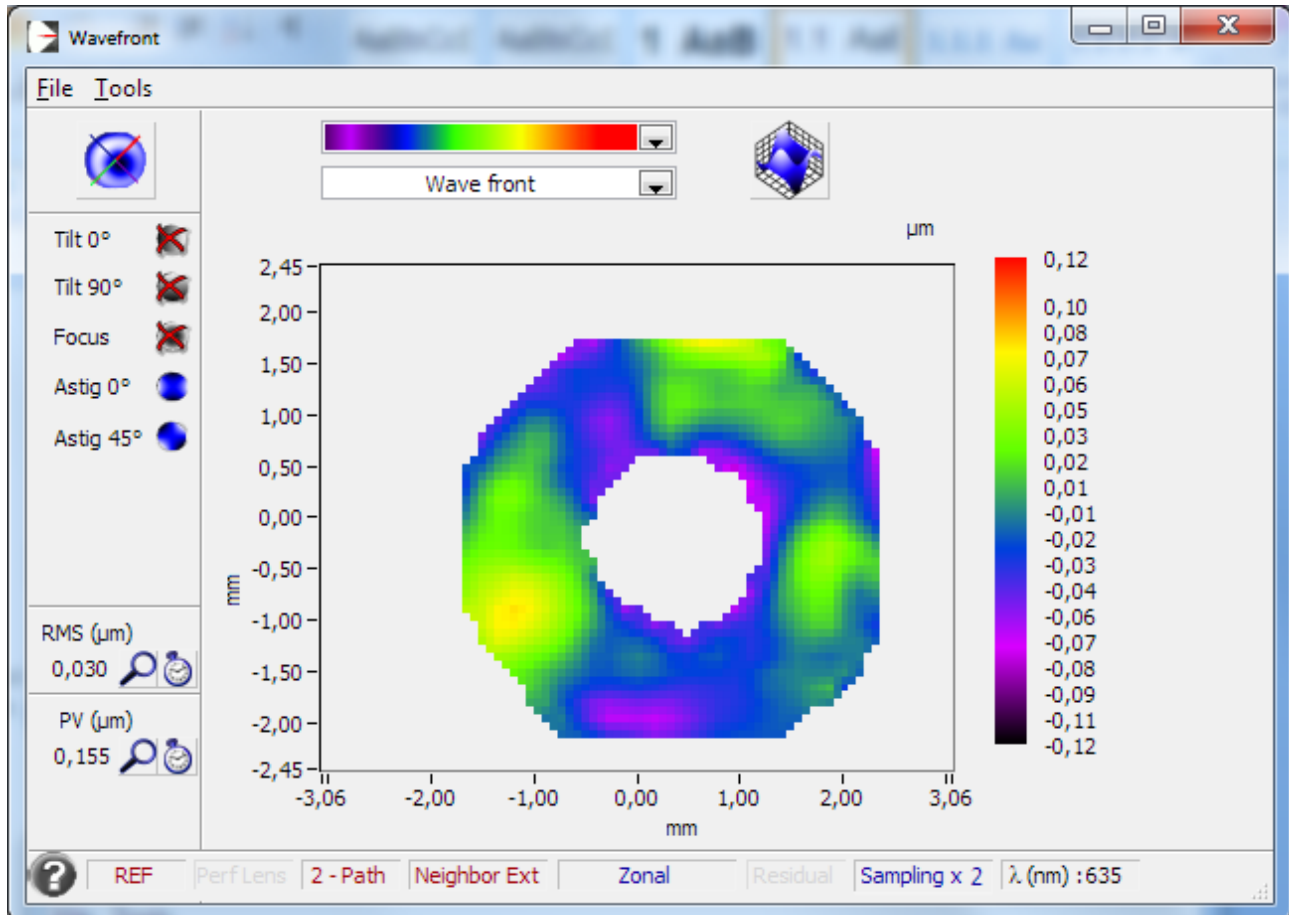 Wavefront
File Tools
Wave front
Tilt 0°
Tilt 90°
Focus
Astig 0°
Astig 45°
RMS (µm)
0,030
PV (µm)
0,155
µm
2,45
2,00
1,50
1,00
0,50
0,00
-0,50
-1,00
-1,50
-2,00
-2,45
mm
-3,06 -2,00 -1,00 0,00 1,00 2,00 3,06
mm
0,12
0,10
0,08
0,07
0,06
0,05
0,03
0,02
0,01
-0,01
-0,02
-0,03
-0,04
-0,06
-0,07
-0,08
-0,09
-0,11
-0,12
? REF Perf Lens 2 - Path Neighbor Ext Zonal Residual Sampling x 2 λ (nm) : 635